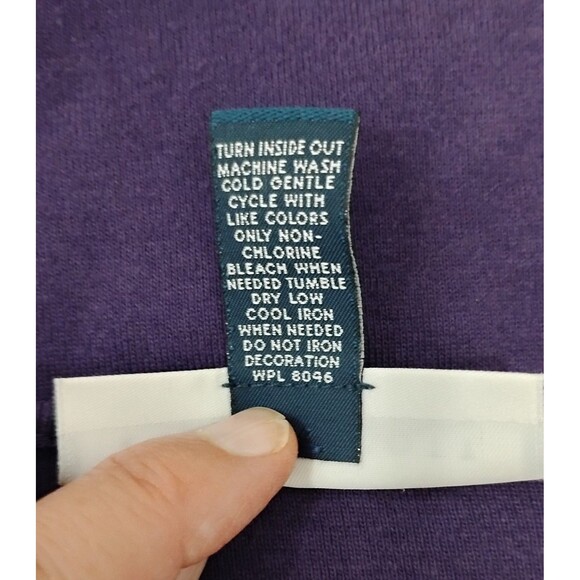 TURN INSIDE OUT
MACHINE WASH
COLD GENTLE
CYCLE WITH
LIKE COLORS
ONLY NON-
CHLORINE
BLEACH WHEN
NEEDED TUMBLE
DRY LOW
COOL IRON
WHEN NEEDED
DO NOT IRON
DECORATION
WPL 8046